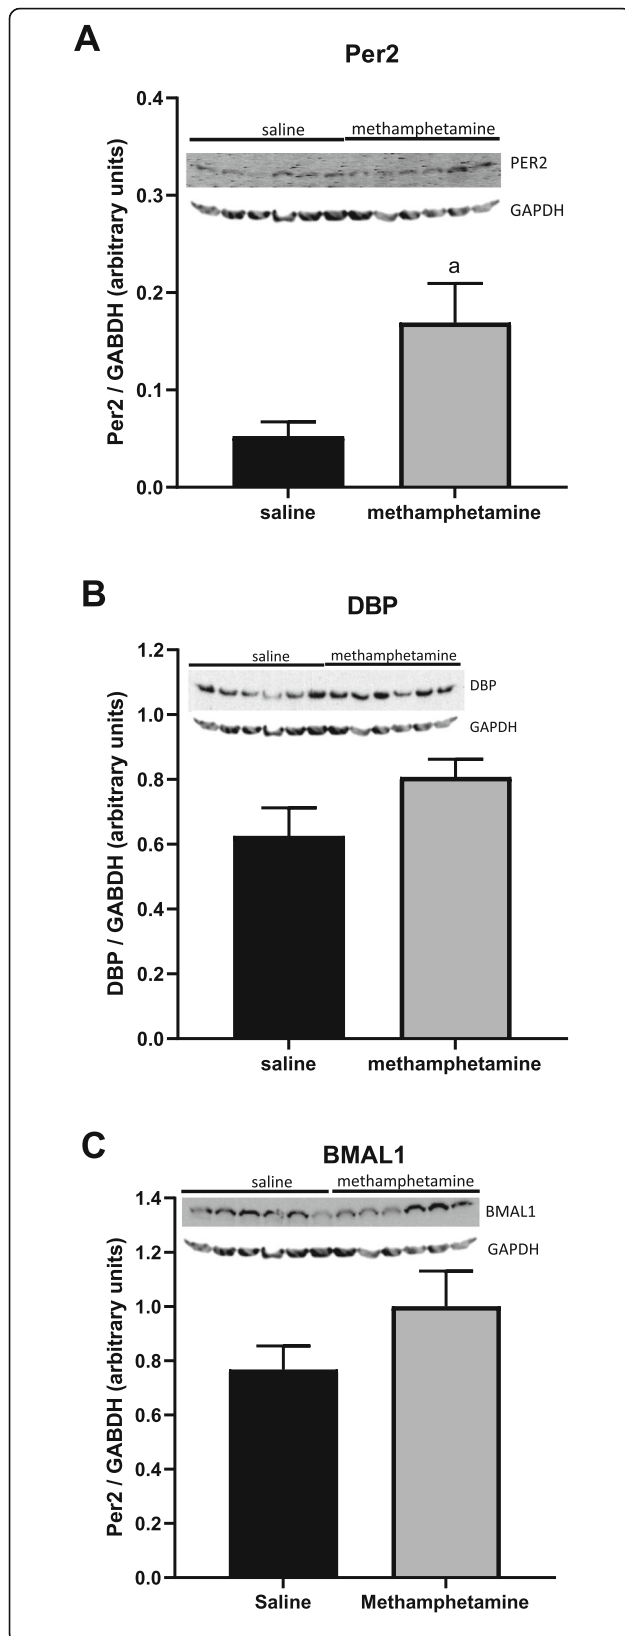 A
Per2
0.4
saline methamphetamine
PER2
0.3
GAPDH
a
0.2
0.1
0.0
Per2 / GABDH (arbitrary units)
saline methamphetamine
B
DBP
1.2
saline methamphetamine
DBP
1.0
GAPDH
0.8
0.6
0.4
0.2
0.0
DBP / GABDH (arbitrary units)
saline methamphetamine
C
BMAL1
saline methamphetamine
1.4
BMAL1
GAPDH
1.2
1.0
0.8
0.6
0.4
0.2
0.0
Per2 / GABDH (arbitrary units)
Saline Methamphetamine